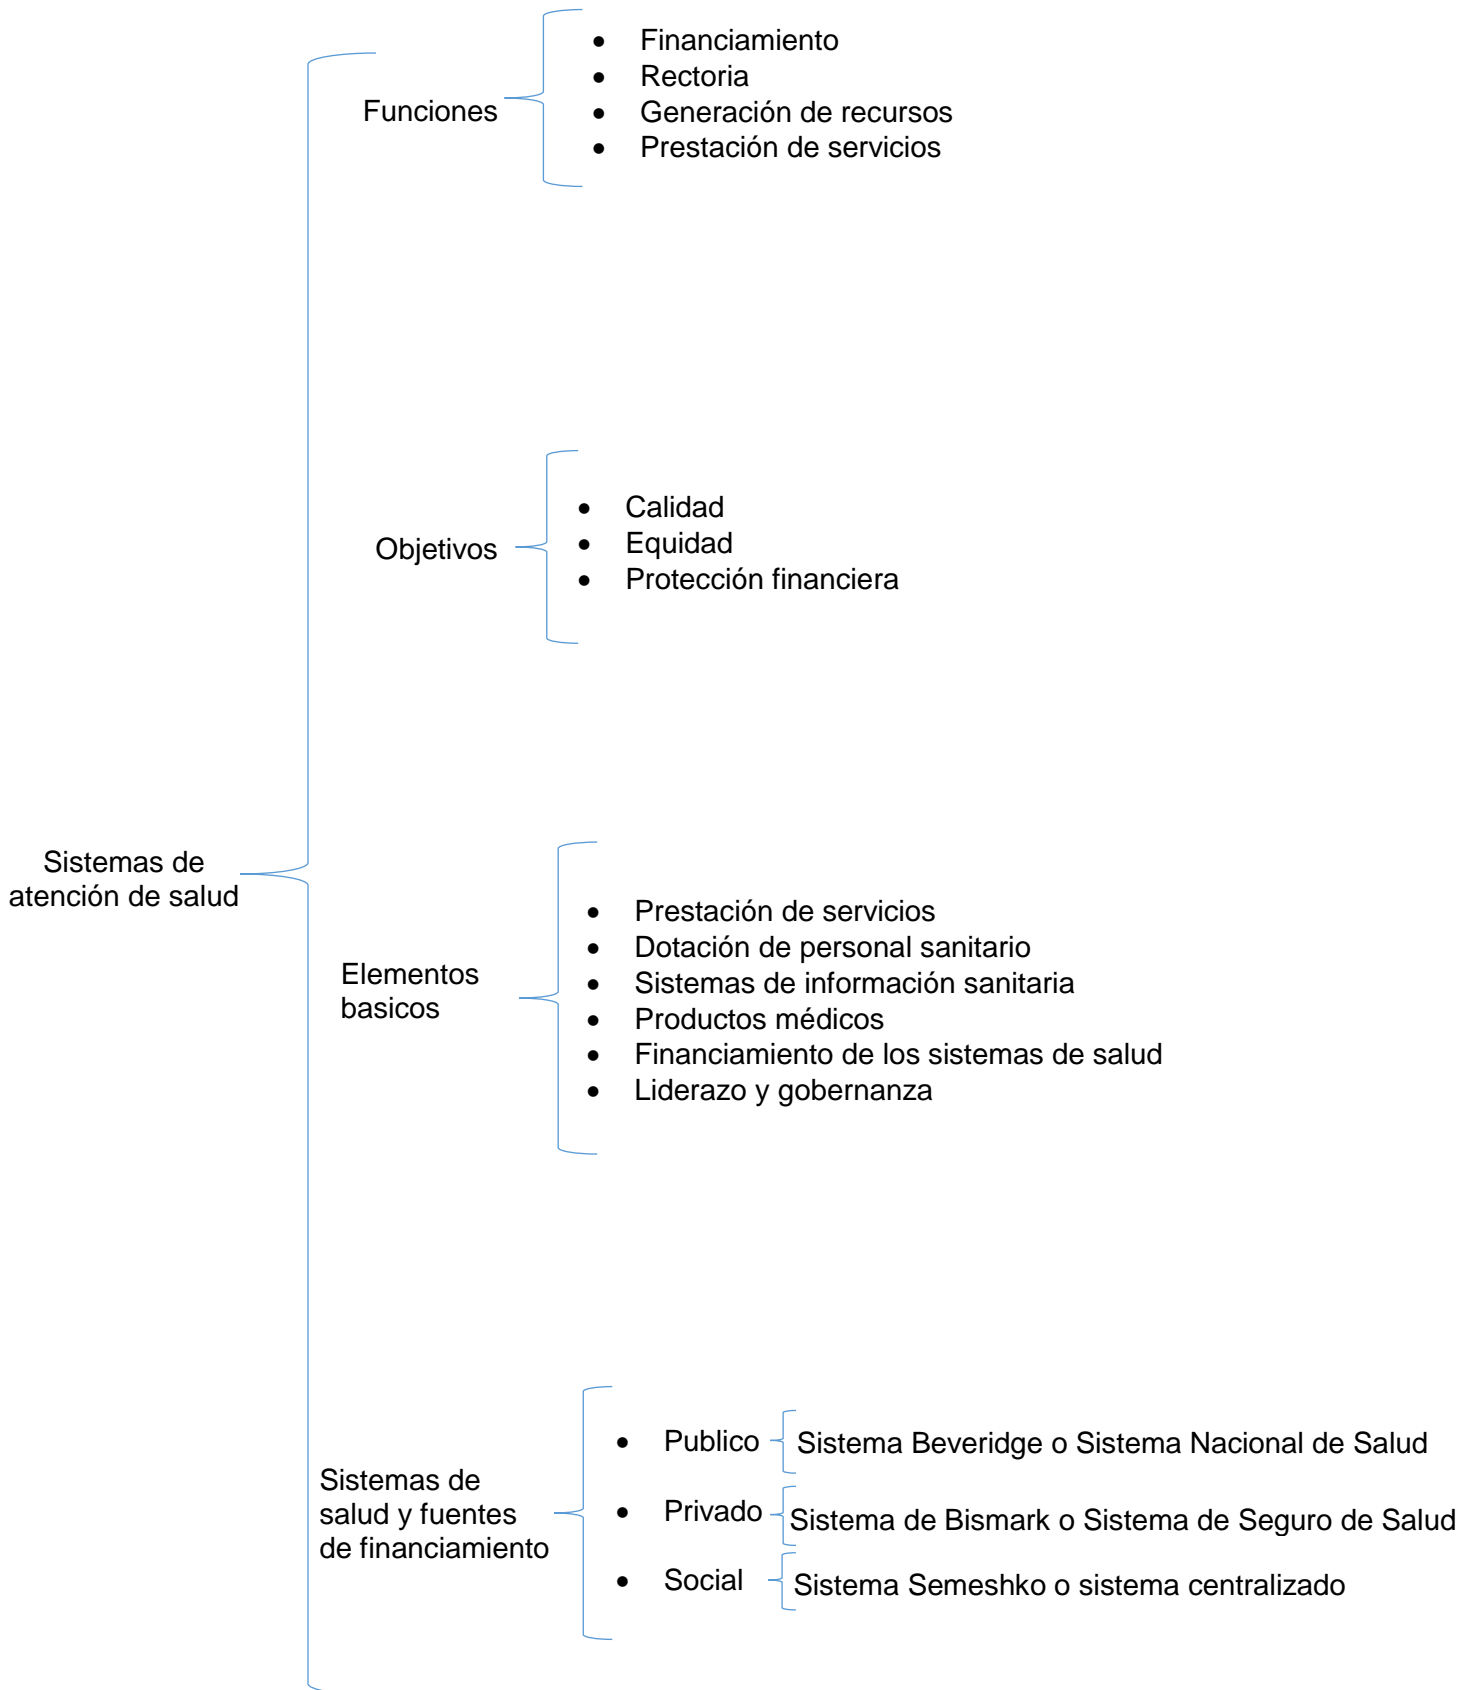 Funciones
Financiamiento
Rectoria
Generación de recursos
Prestación de servicios
Objetivos
Calidad
Equidad
Protección financiera
Sistemas de
atención de salud
Elementos
basicos
Prestación de servicios
Dotación de personal sanitario
Sistemas de información sanitaria
Productos médicos
Financiamiento de los sistemas de salud
Liderazo y gobernanza
Sistemas de
salud y fuentes
de financiamiento
Publico
Sistema Beveridge o Sistema Nacional de Salud
Privado
Sistema de Bismark o Sistema de Seguro de Salud
Social
Sistema Semeshko o sistema centralizado